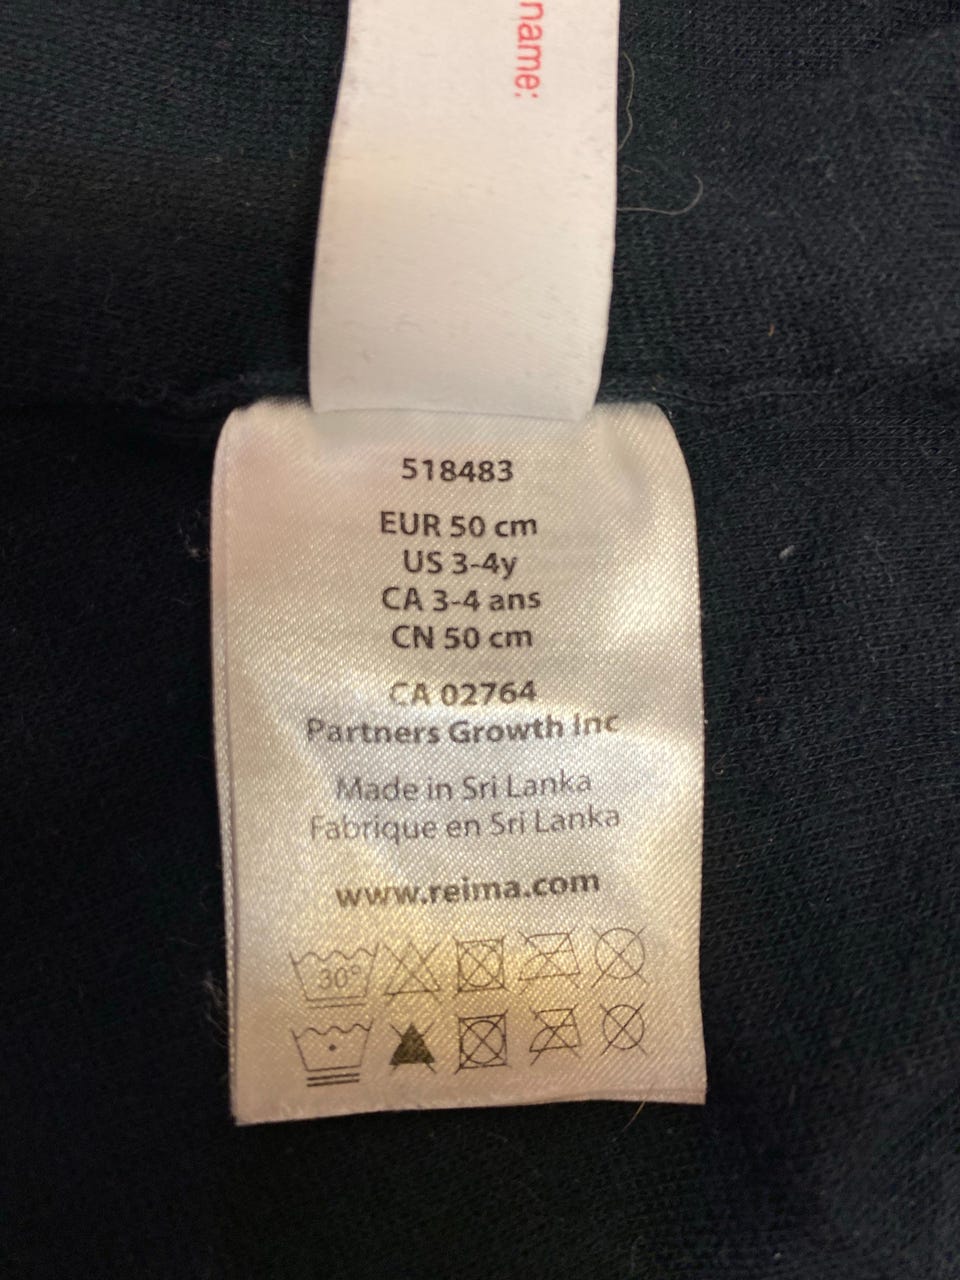 name:
518483
EUR 50 cm
US 3-4y
CA 3-4 ans
CN 50 cm
CA 02764
Partners Growth Inc
Made in Sri Lanka
Fabrique en Sri Lanka
www.reima.com
30°